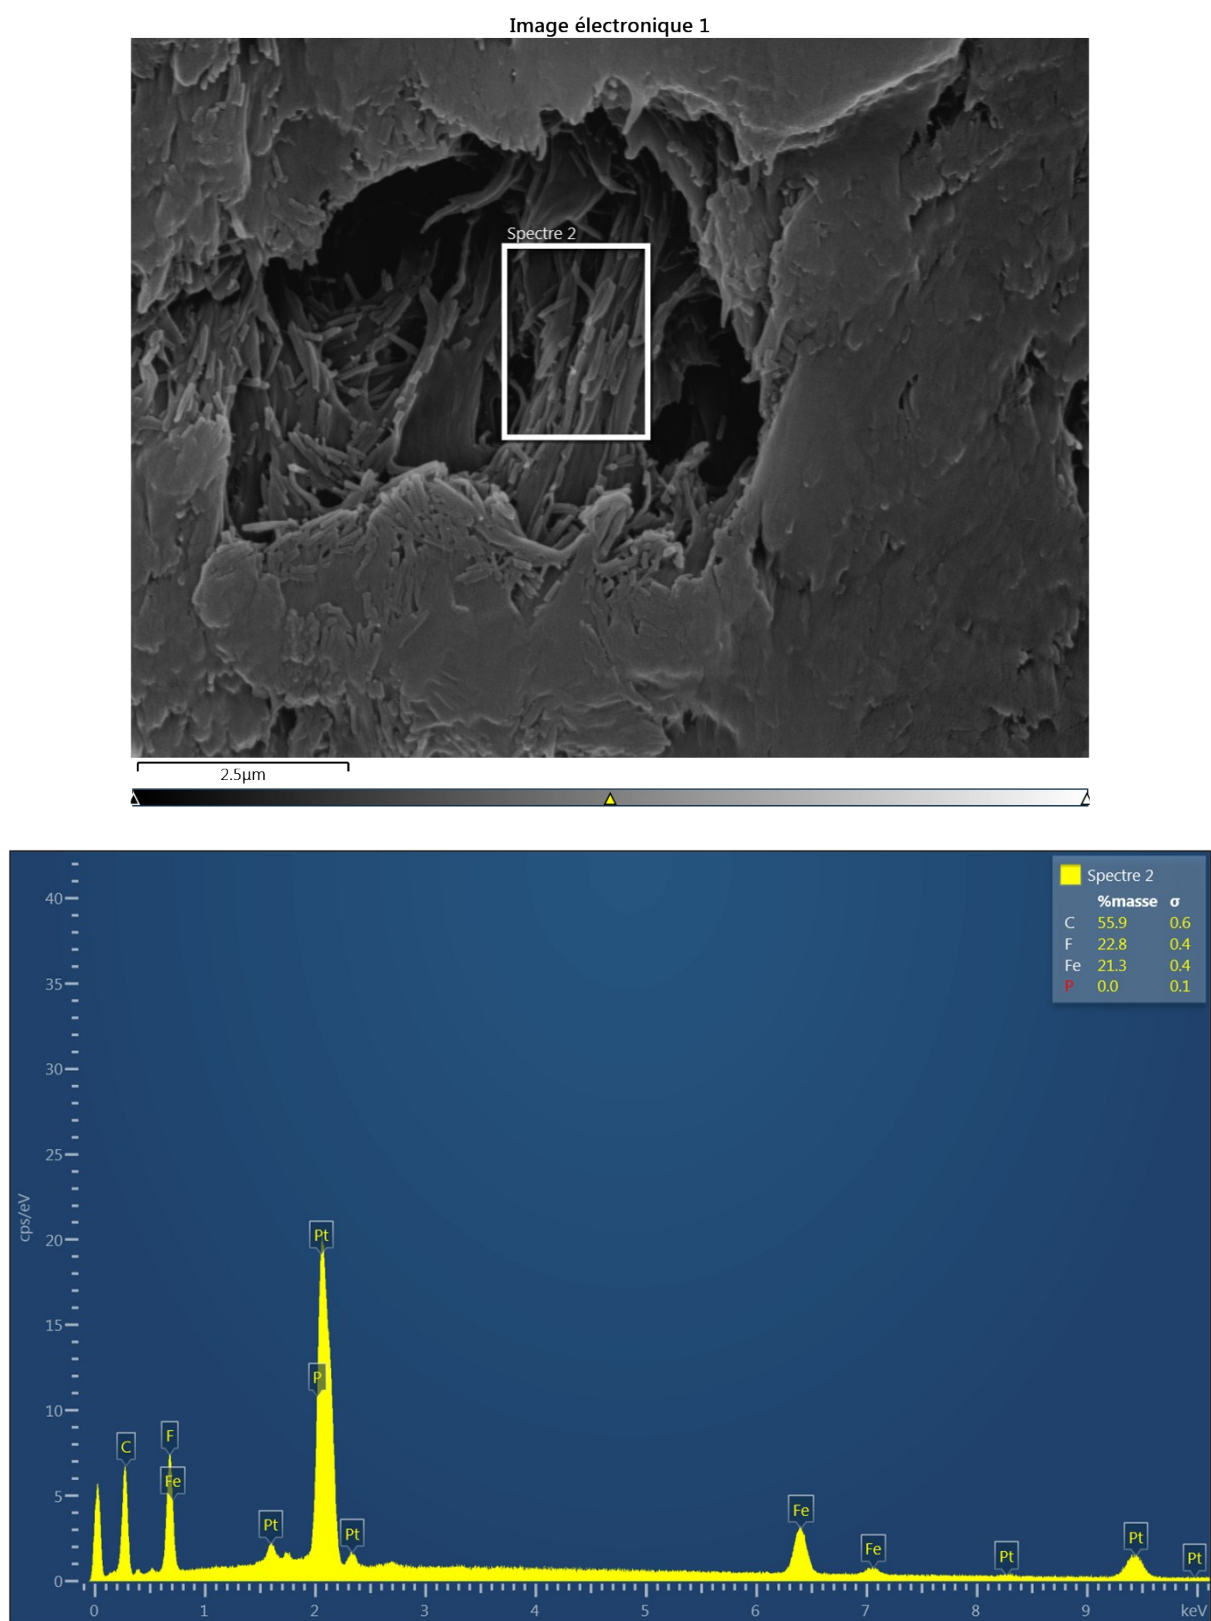 Image électronique 1
Spectre 2
2.5µm
Spectre 2
%masse σ
C 55.9 0.6
F 22.8 0.4
Fe 21.3 0.4
P 0.0 0.1
cps/eV
40
35
30
25
20
15
10
5
0
Pt
P
F
C
Fe
Pt
Pt
Fe
Fe
Pt
Pt
Pt
0 1 2 3 4 5 6 7 8 9 keV